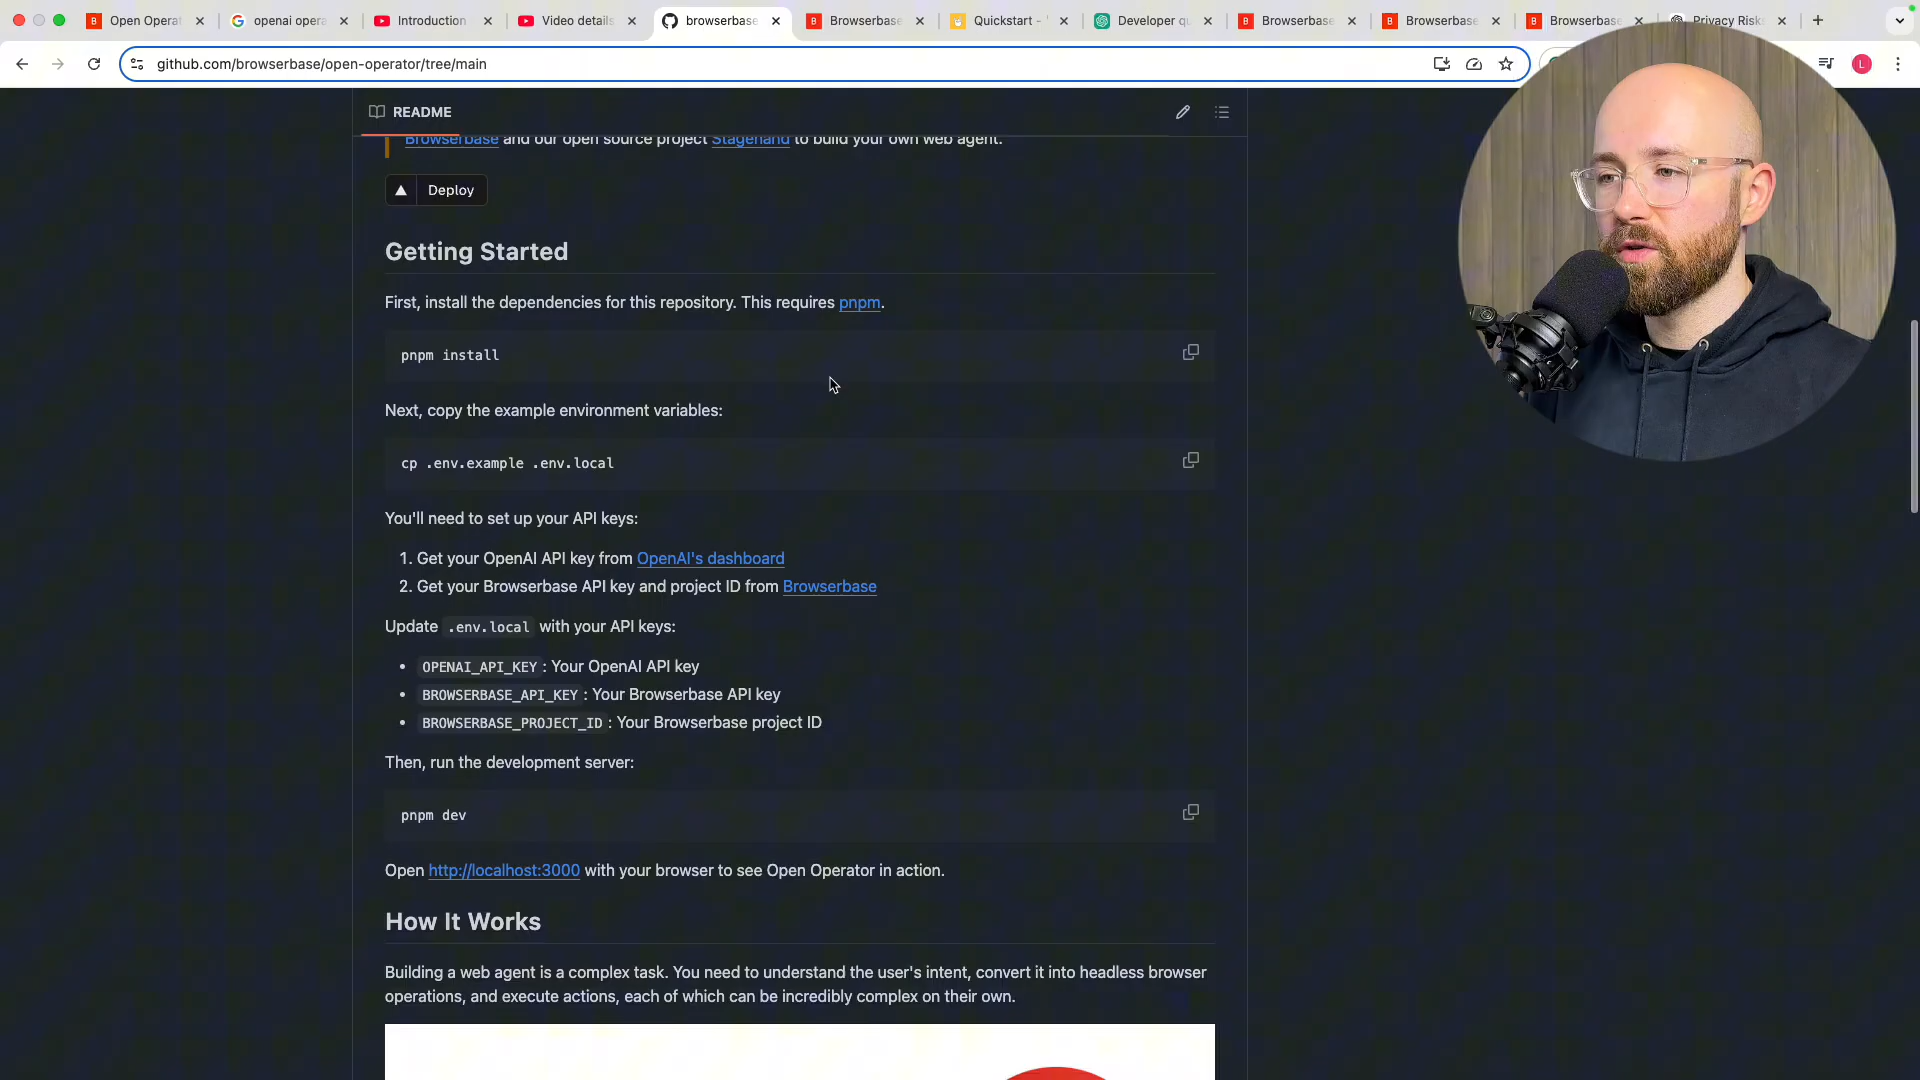 Open Operat
openai opera
Introduction
Video details
browserbase
Browserbase
Quickstart -
Developer qu
Browserbase
Browserbase
Browserbase
Privacy Risk
github.com/browserbase/open-operator/tree/main
L
README
Browserbase and our open source project Stagehand to build your own web agent.
Deploy
Getting Started
First, install the dependencies for this repository. This requires pnpm.
pnpm install
Next, copy the example environment variables:
cp .env.example .env.local
You'll need to set up your API keys:
1. Get your OpenAI API key from OpenAI's dashboard
2. Get your Browserbase API key and project ID from Browserbase
Update .env.local with your API keys:
• OPENAI_API_KEY : Your OpenAI API key
• BROWSERBASE_API_KEY : Your Browserbase API key
• BROWSERBASE_PROJECT_ID : Your Browserbase project ID
Then, run the development server:
pnpm dev
Open http://localhost:3000 with your browser to see Open Operator in action.
How It Works
Building a web agent is a complex task. You need to understand the user's intent, convert it into headless browser
operations, and execute actions, each of which can be incredibly complex on their own.